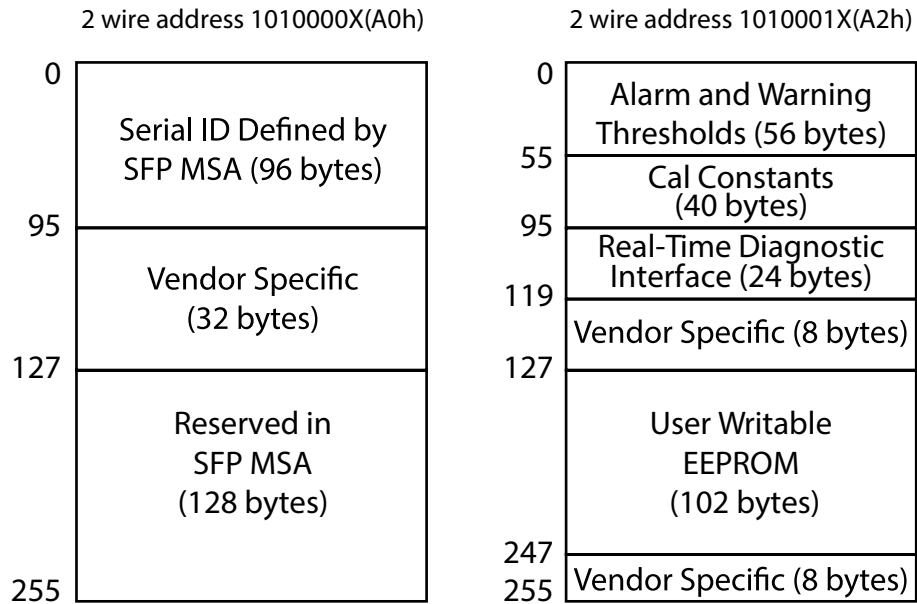 2 wire address 1010000X(A0h)
0
Serial ID Defined by
SFP MSA (96 bytes)
95
Vendor Specific
(32 bytes)
127
Reserved in
SFP MSA
(128 bytes)
255
2 wire address 1010001X(A2h)
0
Alarm and Warning
Thresholds (56 bytes)
55
Cal Constants
(40 bytes)
95
Real-Time Diagnostic
Interface (24 bytes)
119
Vendor Specific (8 bytes)
127
User Writable
EEPROM
(102 bytes)
247
Vendor Specific (8 bytes)
255